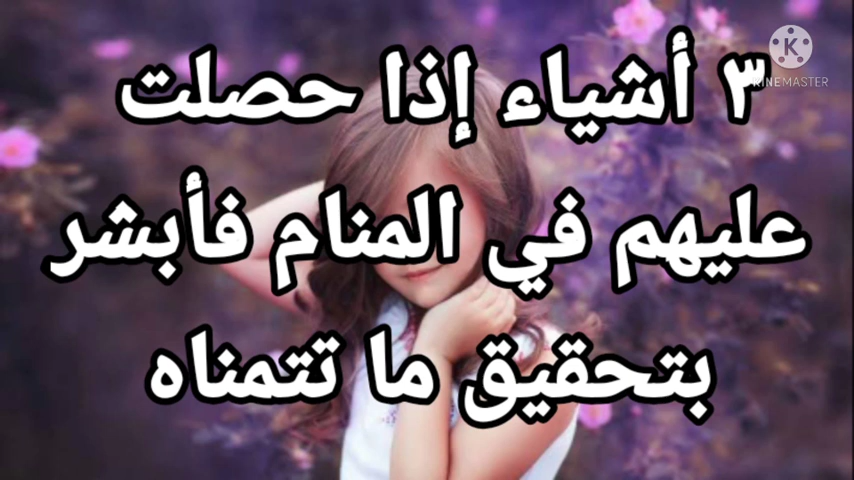 ٣ أشياء إذا حصلت
عليهم في المنام فأبشر
بتحقيق ما تتمناه
KINEMASTER